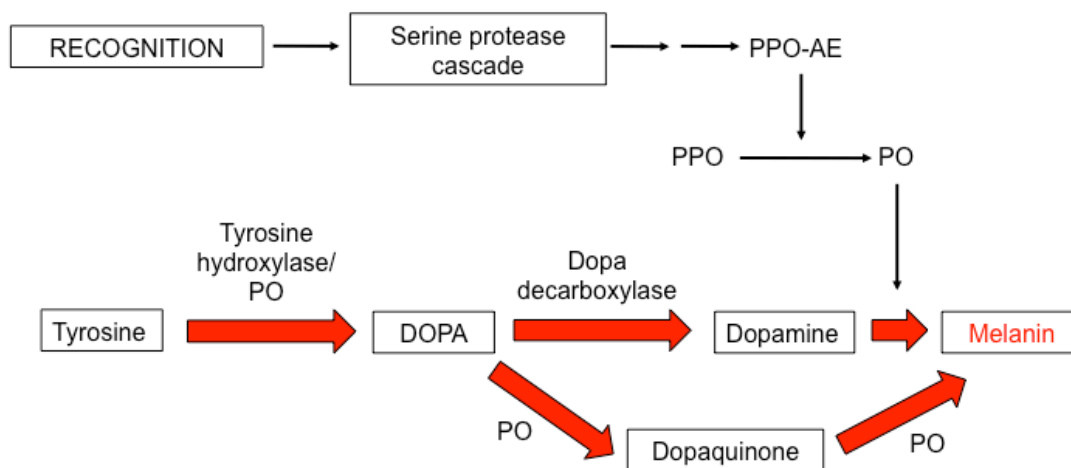 RECOGNITION
Serine protease
cascade
PPO-AE
PPO
PO
Tyrosine
hydroxylase/
PO
Dopa
decarboxylase
Tyrosine
DOPA
Dopamine
Melanin
PO
Dopaquinone
PO